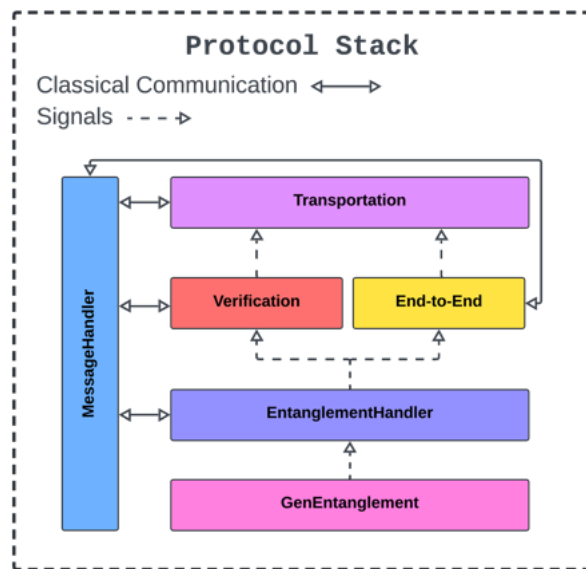 Protocol Stack
Classical Communication
Signals
Transportation
Verification
End-to-End
MessageHandler
EntanglementHandler
GenEntanglement